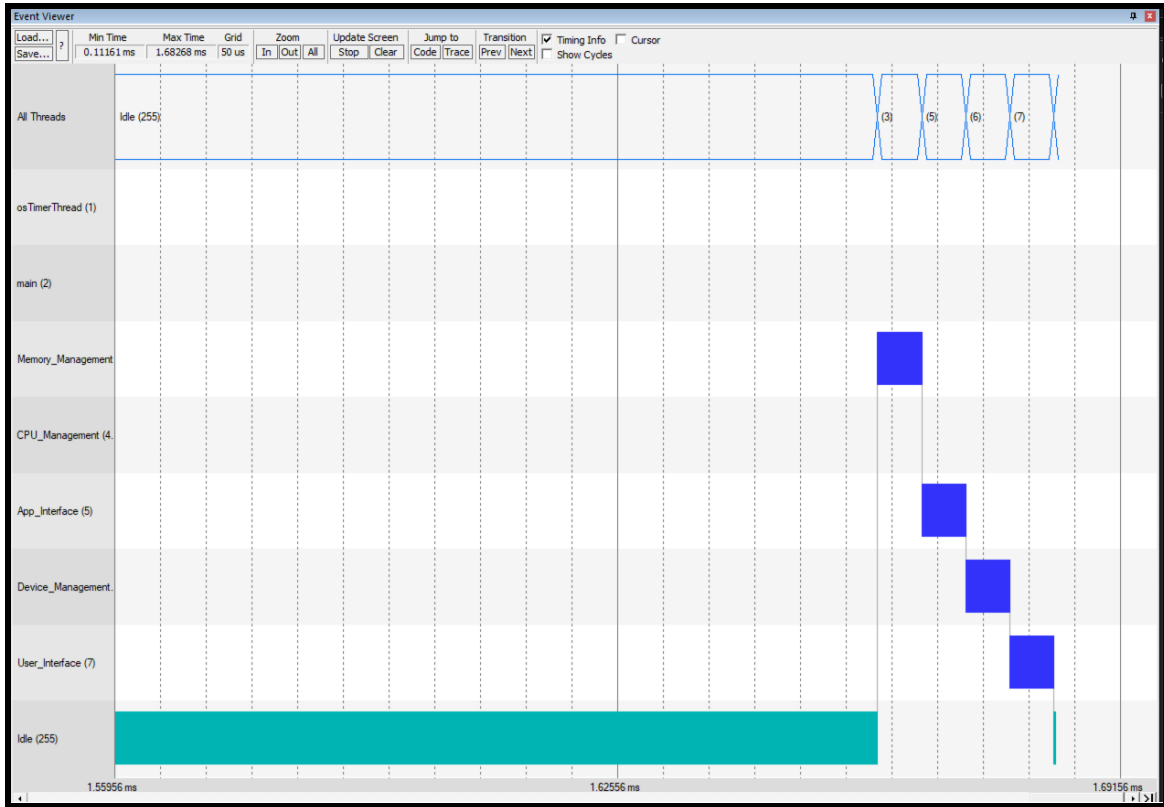 Event Viewer
Load... ? Min Time Max Time Grid Zoom Update Screen Jump to Transition Timing Info Cursor
Save... 0.11161 ms 1.68268 ms 50 us In Out All Stop Clear Code Trace Prev Next Show Cycles
All Threads Idle (255) (3) (5) (6) (7)
osTimerThread (1)
main (2)
Memory_Management
CPU_Management (4.
App_Interface (5)
Device_Management.
User_Interface (7)
Idle (255)
1.55956 ms 1.62556 ms 1.69156 ms